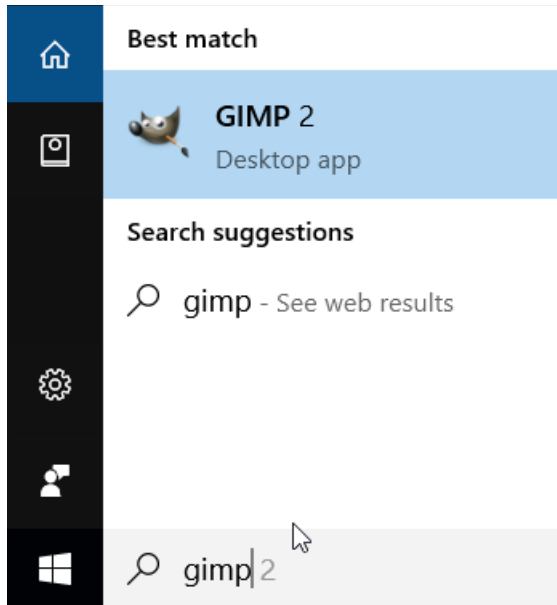 Best match
GIMP 2
Desktop app
Search suggestions
gimp - See web results
gimp 2